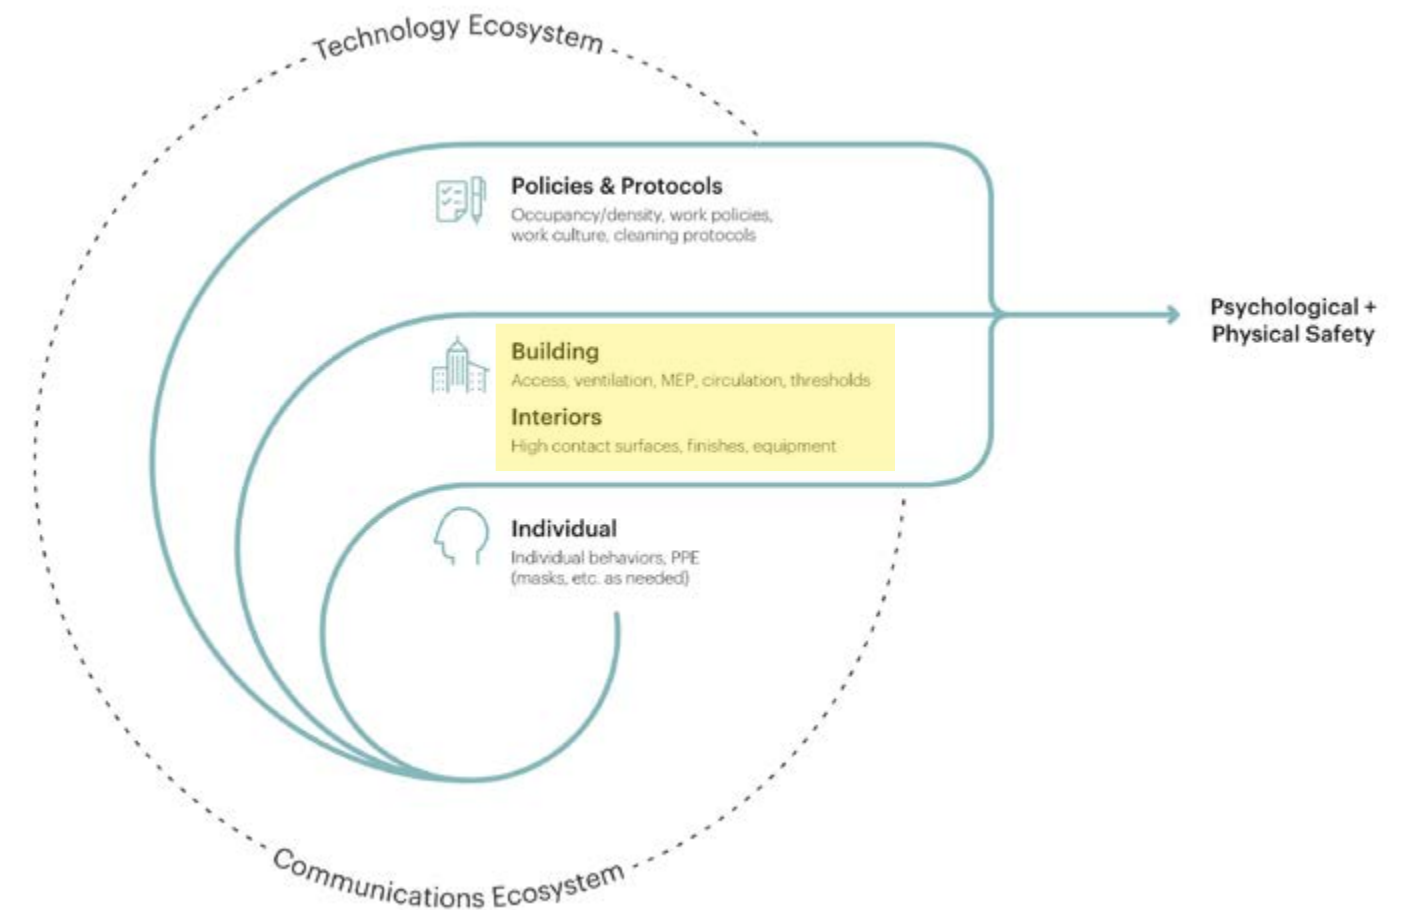 Technology Ecosystem
Policies & Protocols
Occupancy/density, work policies,
work culture, cleaning protocols
Building
Access, ventilation, MEP, circulation, thresholds
Interiors
High contact surfaces, finishes, equipment
Psychological +
Physical Safety
Individual
Individual behaviors, PPE
(masks, etc. as needed)
Communications Ecosystem